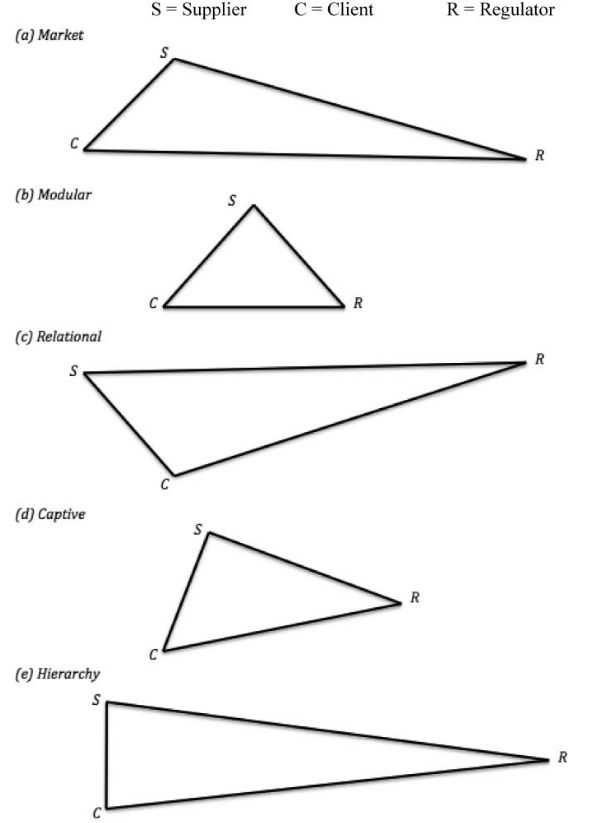 S = Supplier C = Client R = Regulator
(a) Market
S
C
R
(b) Modular
S
C
R
(c) Relational
R
S
C
(d) Captive
S
R
C
(e) Hierarchy
S
R
C